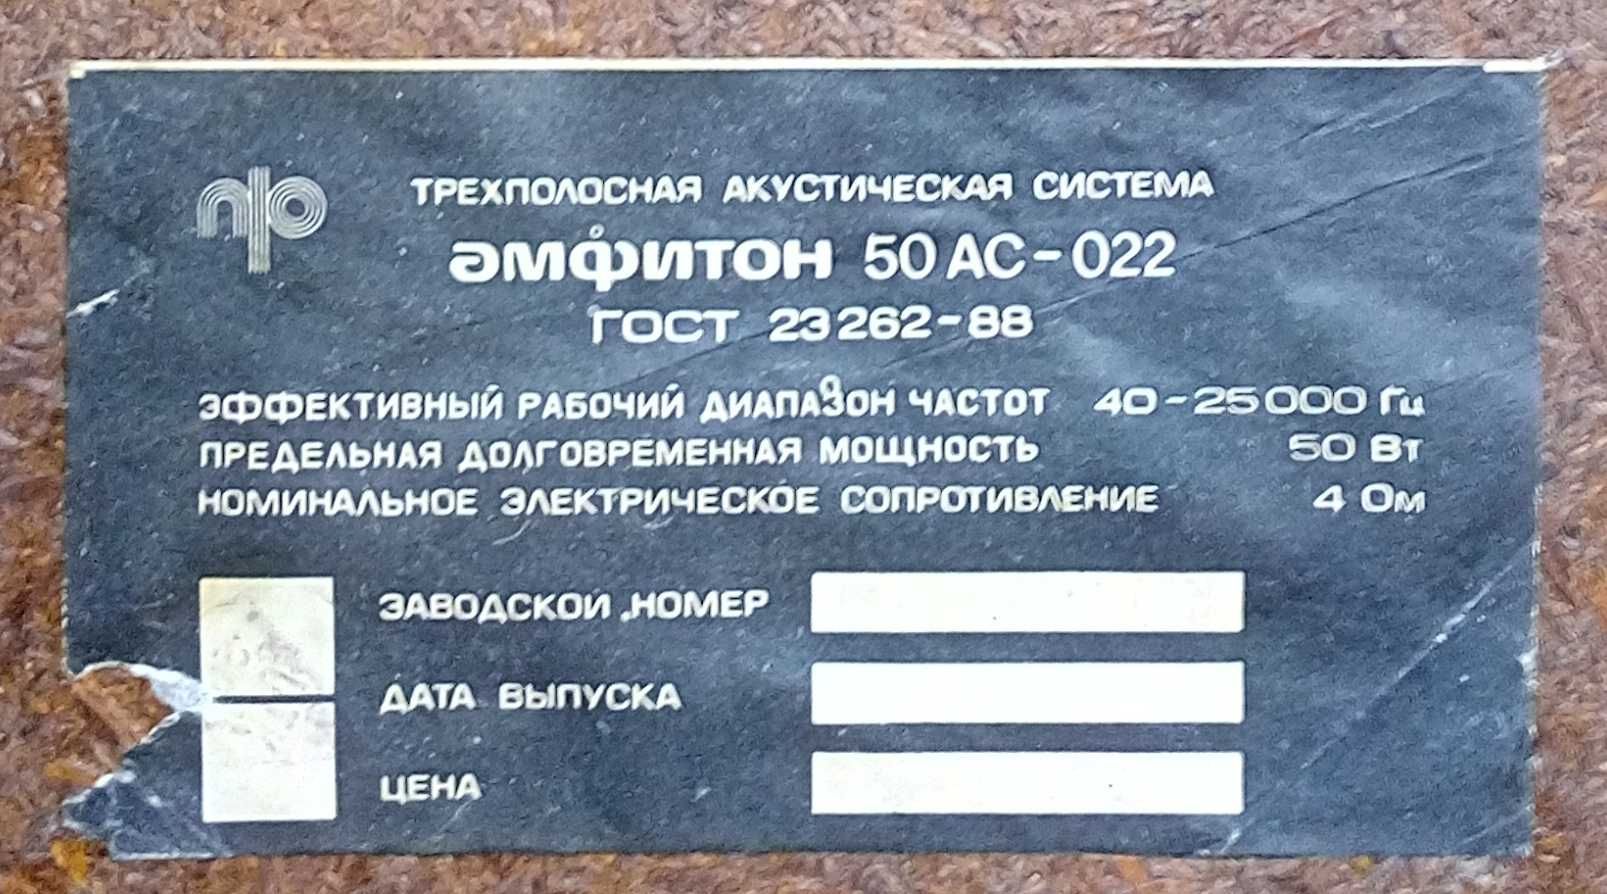 ТРЕХПОЛОСНАЯ АКУСТИЧЕСКАЯ СИСТЕМА
амфитон 50АС-022
ГОСТ 23262-88
ЭФФЕКТИВНЫЙ РАБОЧИЙ ДИАПАЗОН ЧАСТОТ 40-25000 Гц
ПРЕДЕЛЬНАЯ ДОЛГОВРЕМЕННАЯ МОЩНОСТЬ 50 Вт
НОМИНАЛЬНОЕ ЭЛЕКТРИЧЕСКОЕ СОПРОТИВЛЕНИЕ 4 Ом
ЗАВОДСКОЙ НОМЕР
ДАТА ВЫПУСКА
ЦЕНА